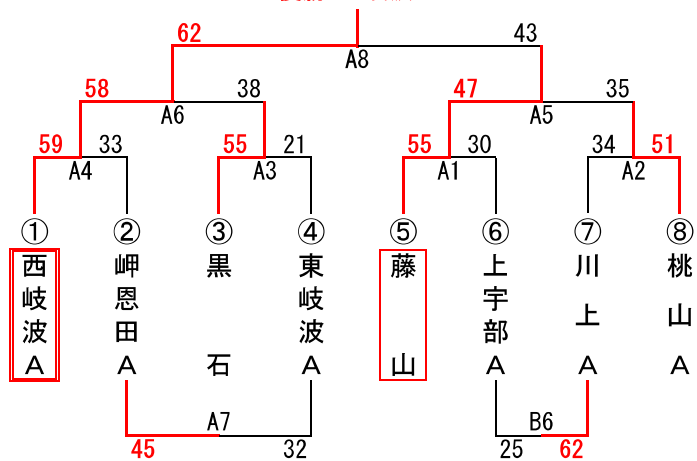 62 43
A8
58 38 47 35
A6 A5
59 33 55 21 55 30 34 51
A4 A3 A1 A2
① ② ③ ④ ⑤ ⑥ ⑦ ⑧
西岐波A
岬恩田A
黒石
東岐波A
藤山
上宇部A
川上A
桃山A
A7 B6
45 32 25 62